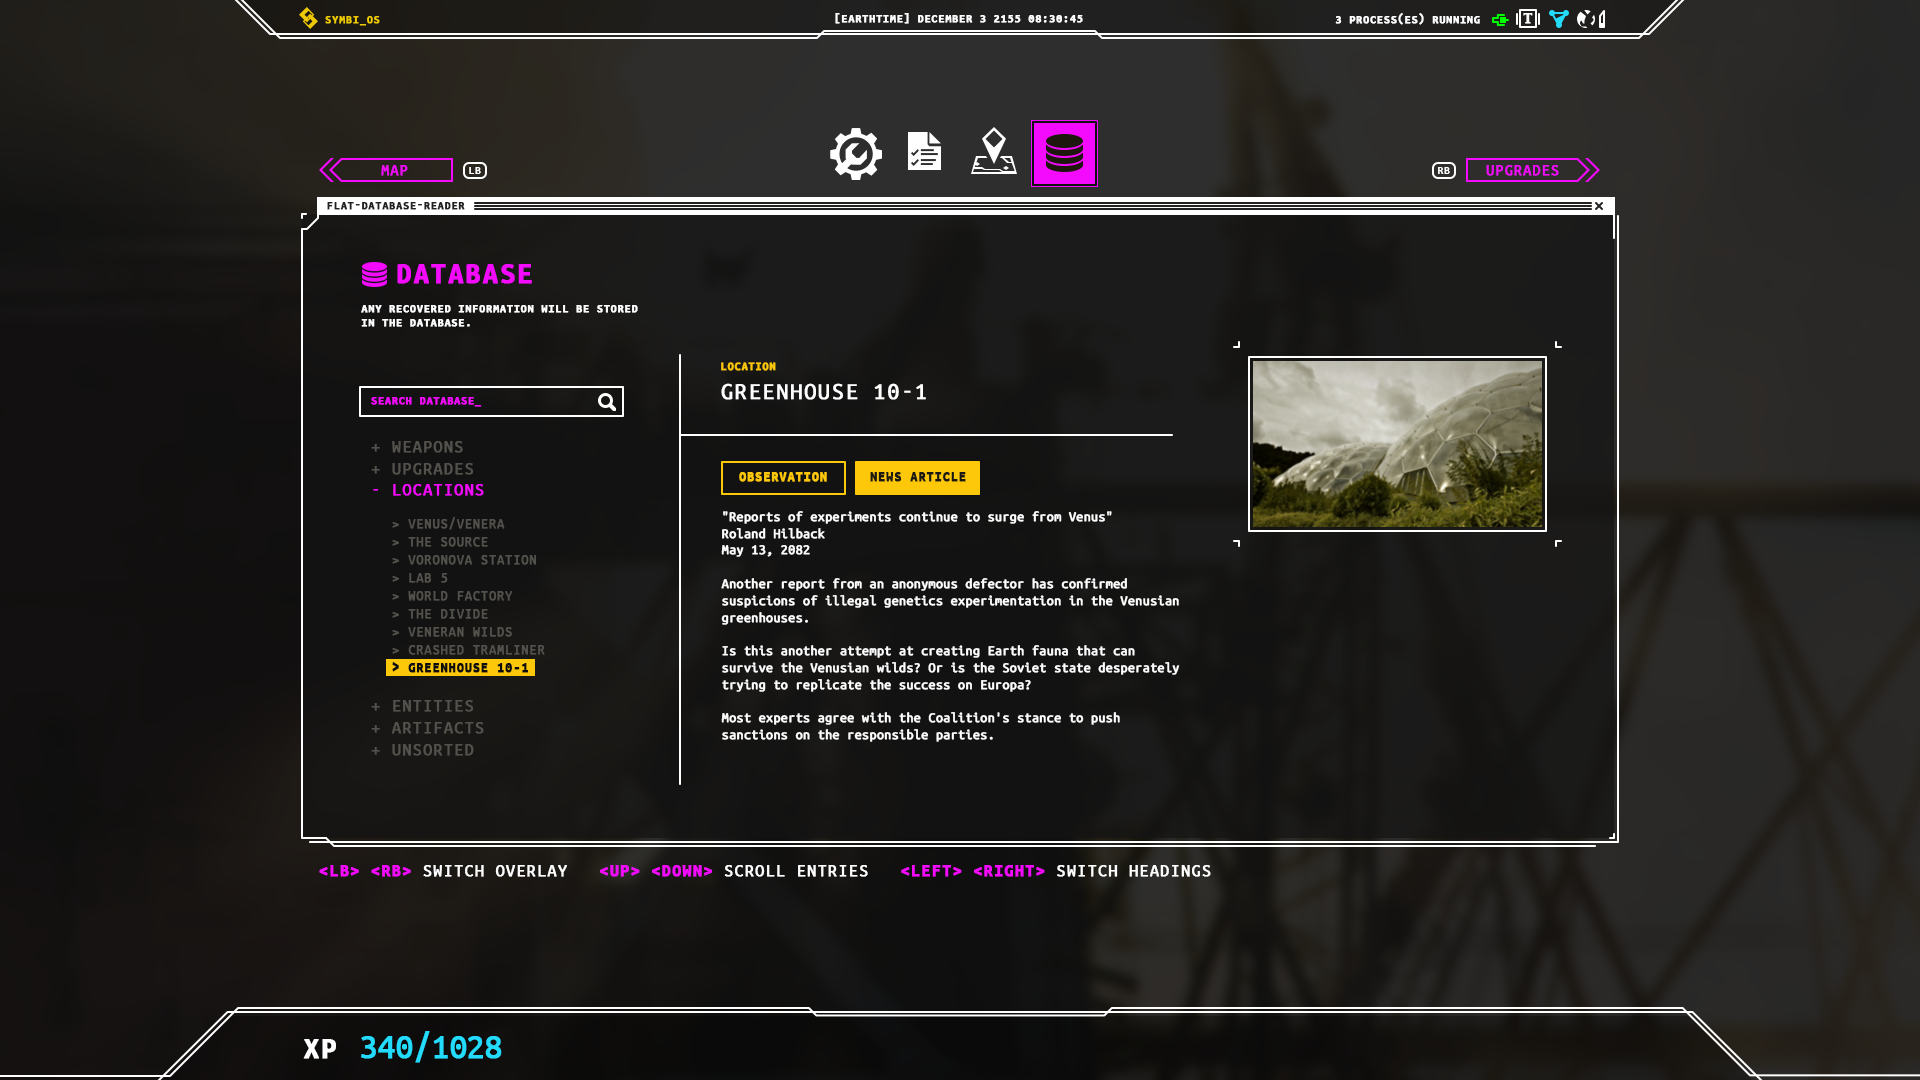 SYMBI_OS
[EARTHTIME] DECEMBER 3 2155 08:30:45
3 PROCESS(ES) RUNNING
T
MAP
LB
RB
UPGRADES
FLAT-DATABASE-READER
DATABASE
ANY RECOVERED INFORMATION WILL BE STORED
IN THE DATABASE.
SEARCH DATABASE_
+ WEAPONS
+ UPGRADES
- LOCATIONS
> VENUS/VENERA
> THE SOURCE
> VORONOVA STATION
> LAB 5
> WORLD FACTORY
> THE DIVIDE
> VENERAN WILDS
> CRASHED TRAMLINER
> GREENHOUSE 10-1
+ ENTITIES
+ ARTIFACTS
+ UNSORTED
LOCATION
GREENHOUSE 10-1
OBSERVATION
NEWS ARTICLE
"Reports of experiments continue to surge from Venus"
Roland Hilback
May 13, 2082
Another report from an anonymous defector has confirmed
suspicions of illegal genetics experimentation in the Venusian
greenhouses.
Is this another attempt at creating Earth fauna that can
survive the Venusian wilds? Or is the Soviet state desperately
trying to replicate the success on Europa?
Most experts agree with the Coalition's stance to push
sanctions on the responsible parties.
<LB> <RB> SWITCH OVERLAY <UP> <DOWN> SCROLL ENTRIES <LEFT> <RIGHT> SWITCH HEADINGS
XP 340/1028